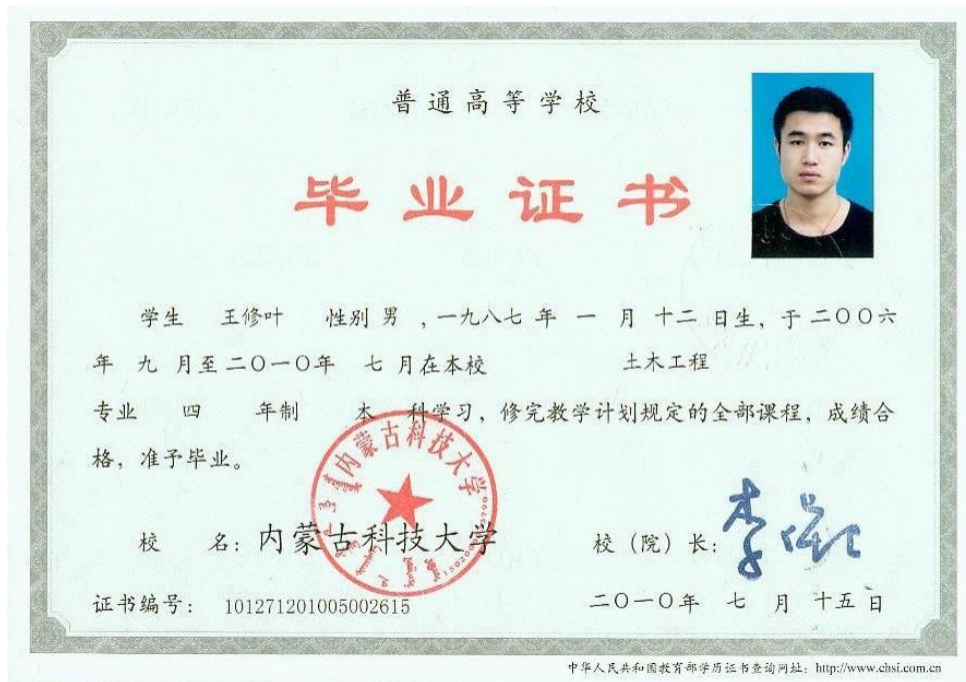 普通高等学校
毕业证书
学生 王修叶 性别 男 ,一九八七 年 一 月 十二 日生, 于 二〇〇六
年 九 月至 二〇一〇年 七 月在本校 土木工程
专业 四 年制 本 科学习, 修完教学计划规定的全部课程, 成绩合
格, 准予毕业。
内蒙古科技大学
校 名: 内蒙古科技大学 校 (院) 长:
证书编号: 101271201005002615 二〇一〇年 七 月 十五 日
中华人民共和国教育部学历证书查询网址: http://www.chsi.com.cn